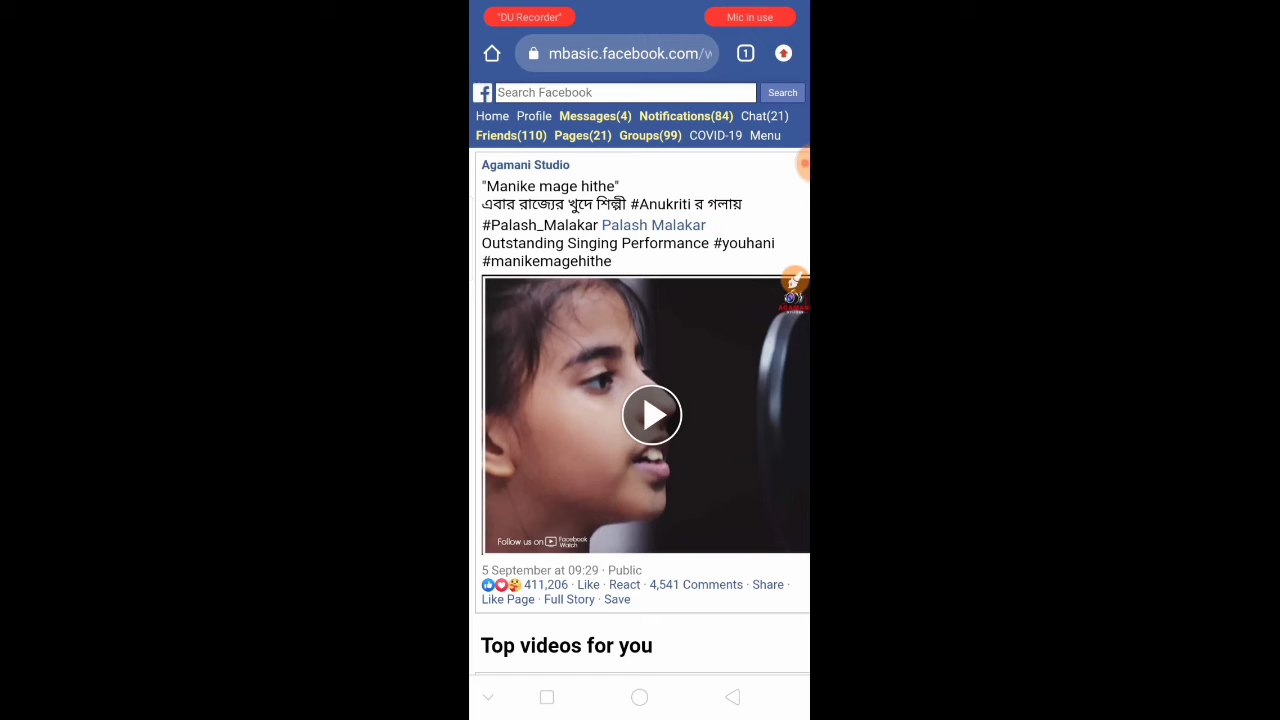 "DU Recorder" Mic in use
mbasic.facebook.com/w 1
Search Facebook Search
Home Profile Messages(4) Notifications(84) Chat(21)
Friends(110) Pages(21) Groups(99) COVID-19 Menu
Agamani Studio
"Manike mage hithe"
এবার রাজ্যের খুদে শিল্পী #Anukriti র গলায়
#Palash_Malakar Palash Malakar
Outstanding Singing Performance #youhani
#manikemagehithe
Follow us on Facebook
Watch
5 September at 09:29 · Public
411,206 · Like · React · 4,541 Comments · Share ·
Like Page · Full Story · Save
Top videos for you